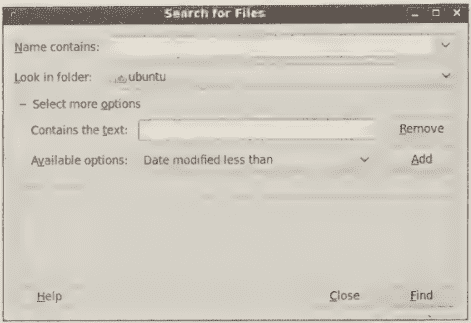 Search for Files
Name contains:
Look in folder: ubuntu
− Select more options
Contains the text: Remove
Available options: Date modified less than Add
Help Close Find